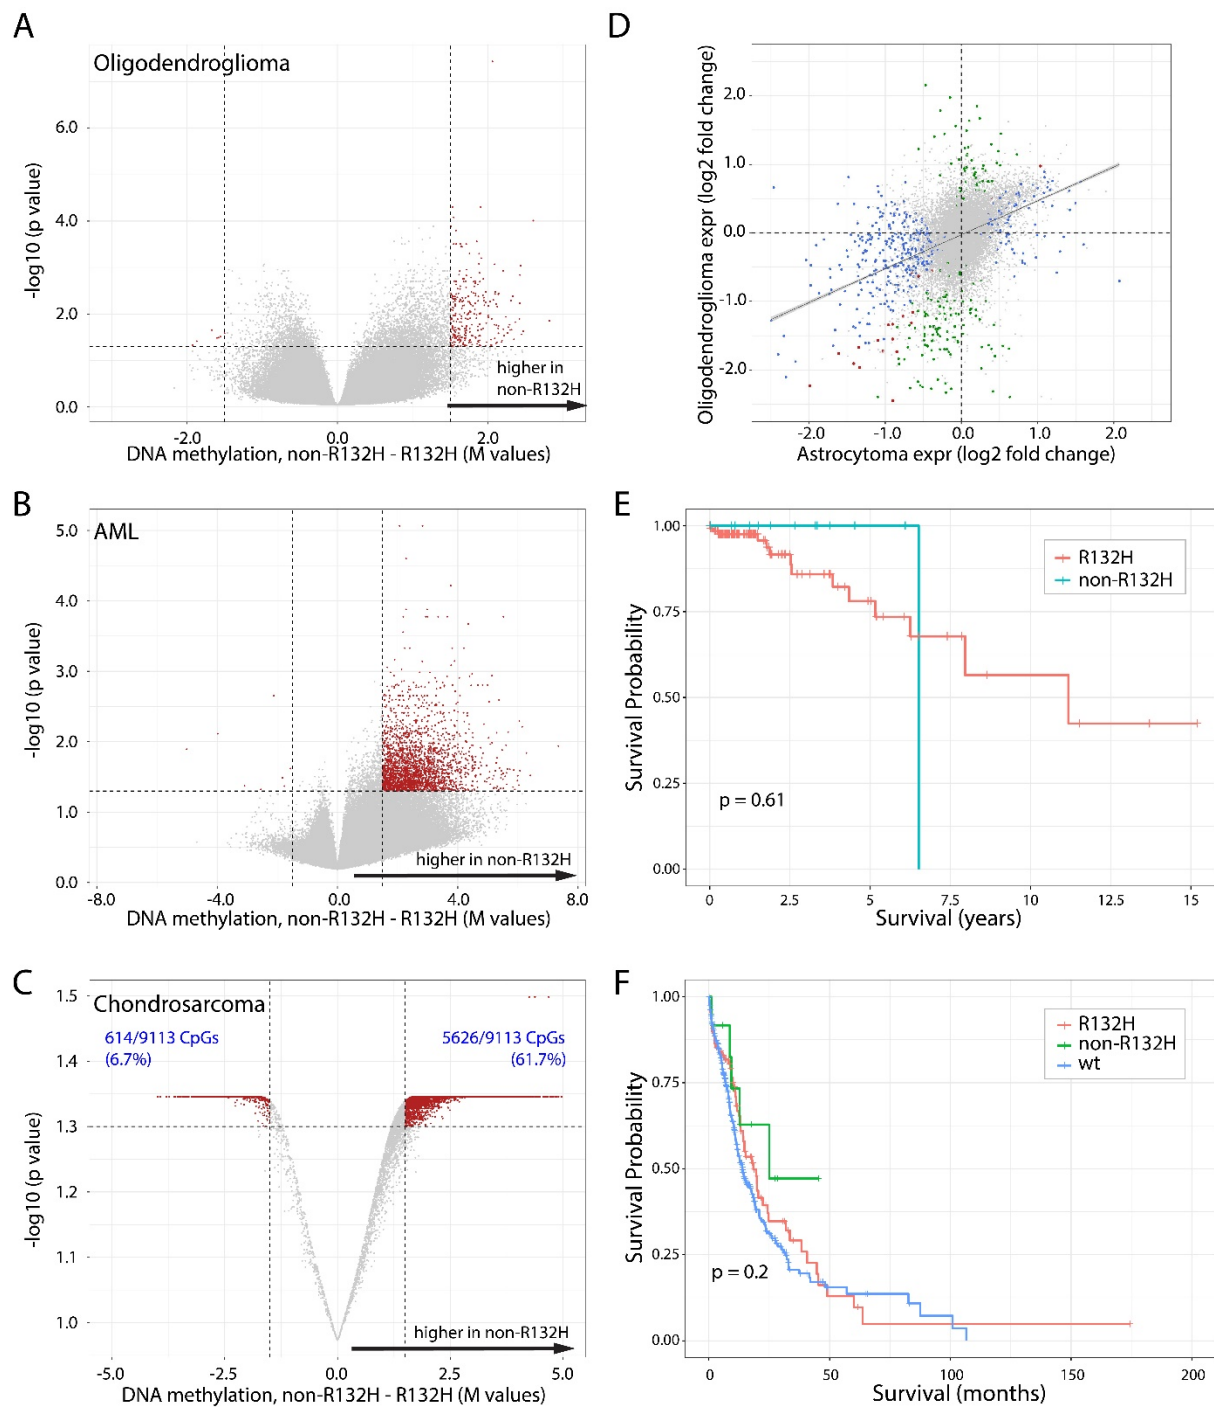 A
Oligodendroglioma
6.0
4.0
2.0
0.0
-log10 (p value)
higher in
non-R132H
-2.0 0.0 2.0
DNA methylation, non-R132H - R132H (M values)
B
AML
5.0
4.0
3.0
2.0
1.0
0.0
-log10 (p value)
higher in non-R132H
-8.0 -4.0 0.0 4.0 8.0
DNA methylation, non-R132H - R132H (M values)
C
Chondrosarcoma
614/9113 CpGs
(6.7%)
5626/9113 CpGs
(61.7%)
1.5
1.4
1.3
1.2
1.1
1.0
-log10 (p value)
higher in non-R132H
-5.0 -2.5 0.0 2.5 5.0
DNA methylation, non-R132H - R132H (M values)
D
2.0
1.0
0.0
-1.0
-2.0
Oligodendroglioma expr (log2 fold change)
-2.0 -1.0 0.0 1.0 2.0
Astrocytoma expr (log2 fold change)
E
1.00
0.75
0.50
0.25
0.00
Survival Probability
R132H
non-R132H
p = 0.61
0 2.5 5 7.5 10 12.5 15
Survival (years)
F
1.00
0.75
0.50
0.25
0.00
Survival Probability
R132H
non-R132H
wt
p = 0.2
0 50 100 150 200
Survival (months)